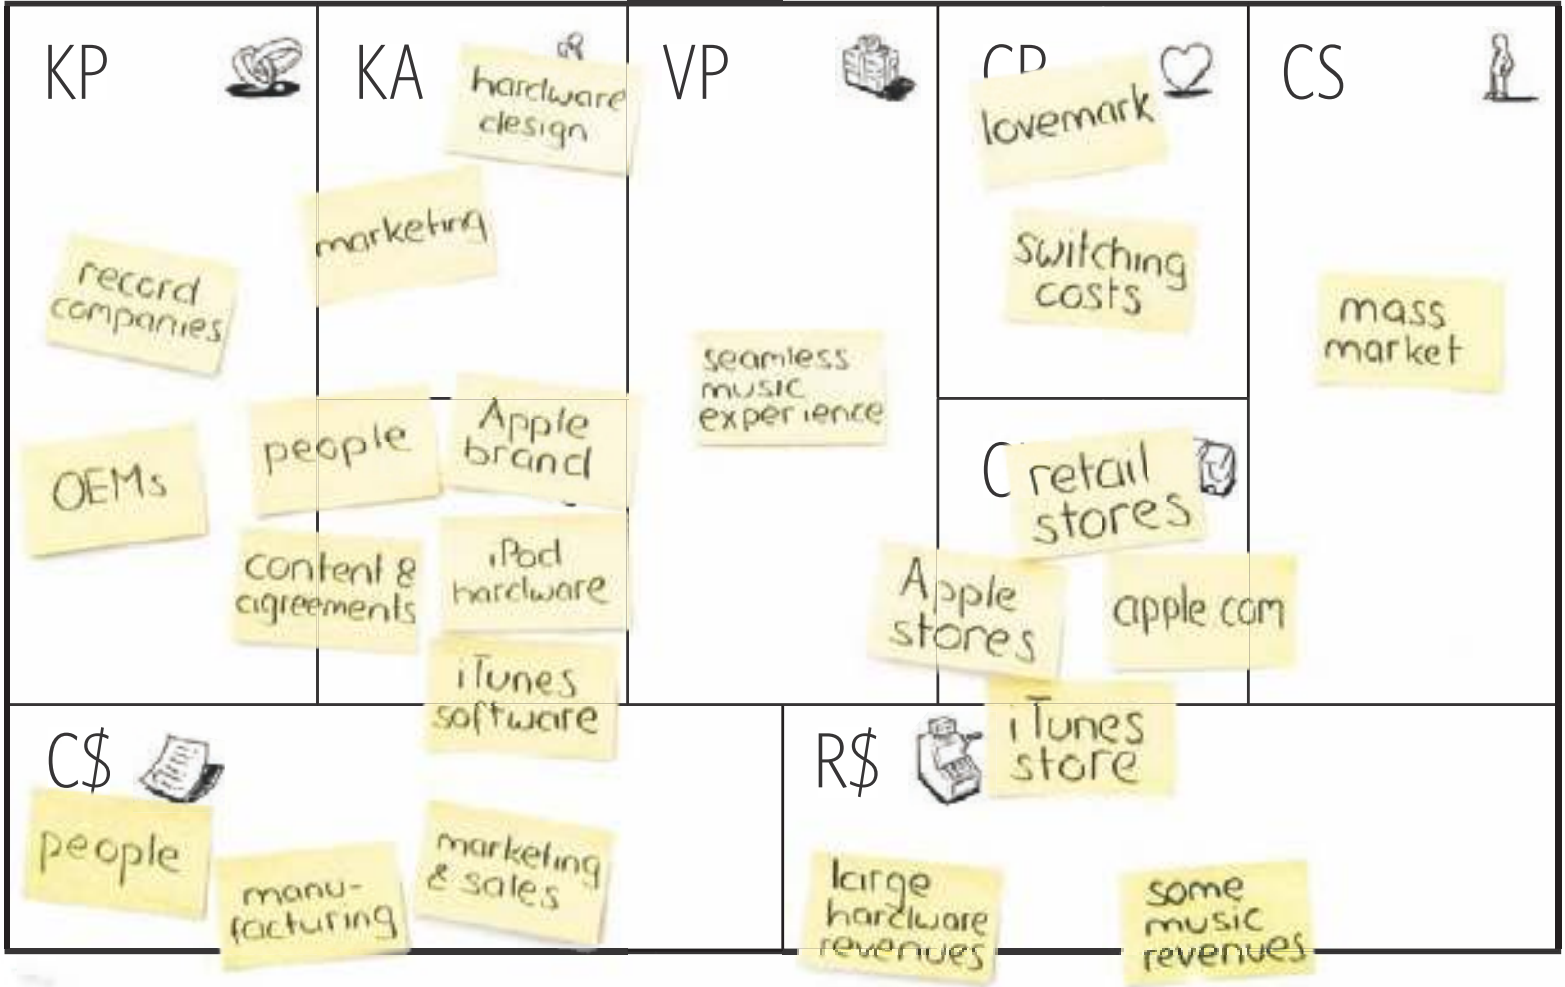 KP
record
companies
OEMs
KA
hardware
design
marketing
people
Apple
brand
content &
agreements
iPod
hardware
iTunes
software
VP
seamless
music
experience
CR
lovemark
switching
costs
C
retail
stores
Apple
stores
apple com
iTunes
store
CS
mass
market
C$
people
manu-
facturing
marketing
& sales
R$
large
hardware
revenues
some
music
revenues